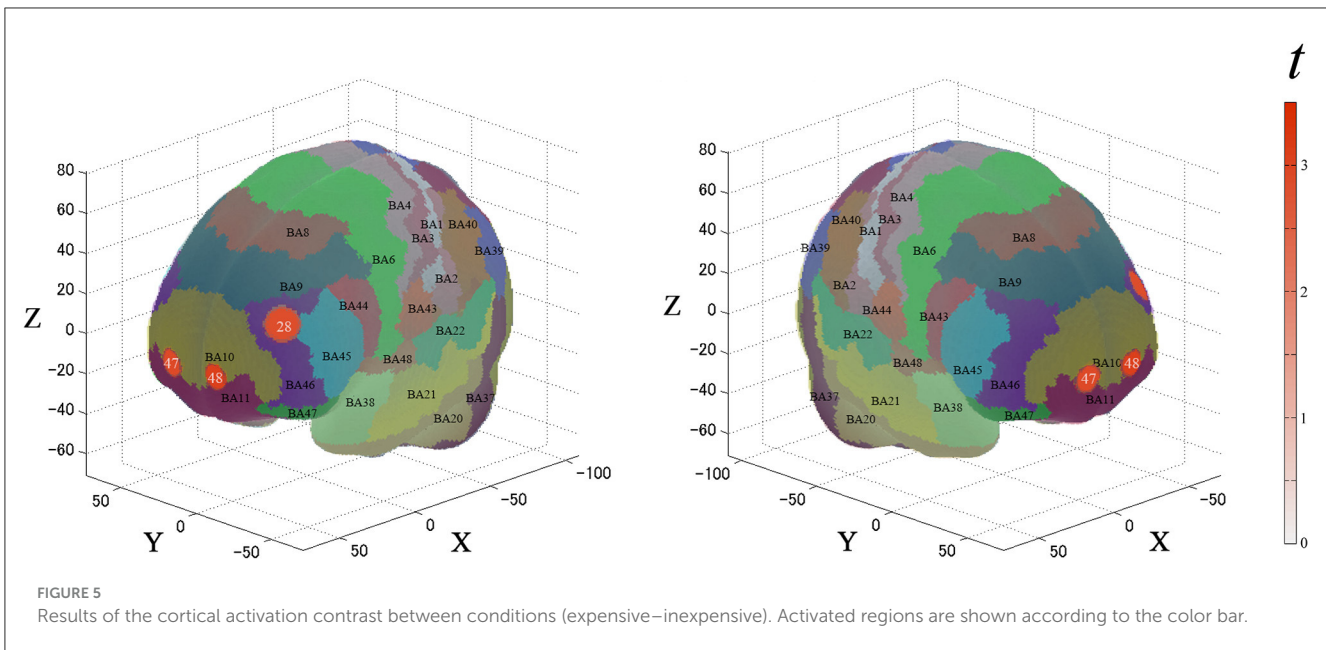 t
80
60
40
20
0
−20
−40
−60
Z
50
0
−50
Y
50
0
−50
−100
X
BA8
BA4
BA1
BA3
BA40
BA39
BA6
BA2
BA9
BA44
BA43
BA22
28
BA45
BA48
47
BA10
48
BA11
BA46
BA47
BA38
BA21
BA37
BA20
80
60
40
20
0
−20
−40
−60
Z
−100
−50
0
50
Y
50
0
−50
X
BA4
BA40
BA3
BA1
BA39
BA6
BA8
BA2
BA9
BA44
BA43
BA22
BA48
BA45
BA10
48
47
BA46
BA11
BA37
BA21
BA38
BA47
BA20
3
2
1
0
FIGURE 5
Results of the cortical activation contrast between conditions (expensive–inexpensive). Activated regions are shown according to the color bar.